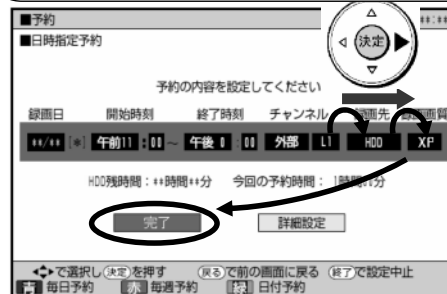 ■予約 **:**
■日時指定予約
決定
予約の内容を設定してください
録画日 開始時刻 終了時刻 チャンネル 録画先 録画質
**/** [*] 午前11:00 ~ 午後 0:00 外部 L1 HDD XP
HDD残時間:**時間**分 今回の予約時間: 1時間00分
完了 詳細設定
で選択し 決定 を押す 戻る で前の画面に戻る 終了 で設定中止
青 毎日予約 赤 毎週予約 緑 日付予約